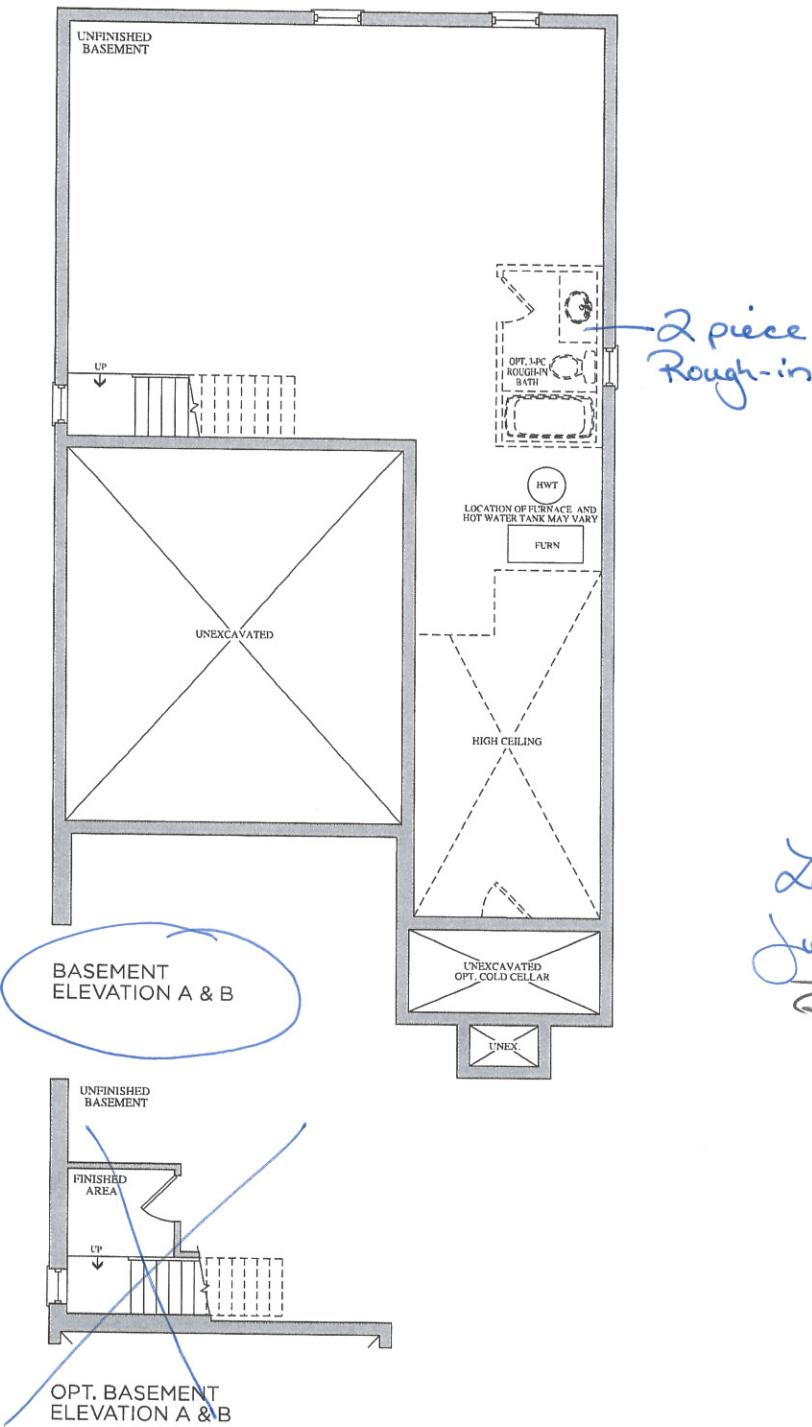 UNFINISHED
BASEMENT
2 piece
Rough-in
UP
OPT, 3-PC
ROUGH-IN
BATH
HWT
LOCATION OF FURNACE AND
HOT WATER TANK MAY VARY
FURN
UNEXCAVATED
HIGH CEILING
BASEMENT
ELEVATION A & B
UNEXCAVATED
OPT. COLD CELLAR
UNEX.
UNFINISHED
BASEMENT
FINISHED
AREA
UP
OPT. BASEMENT
ELEVATION A & B